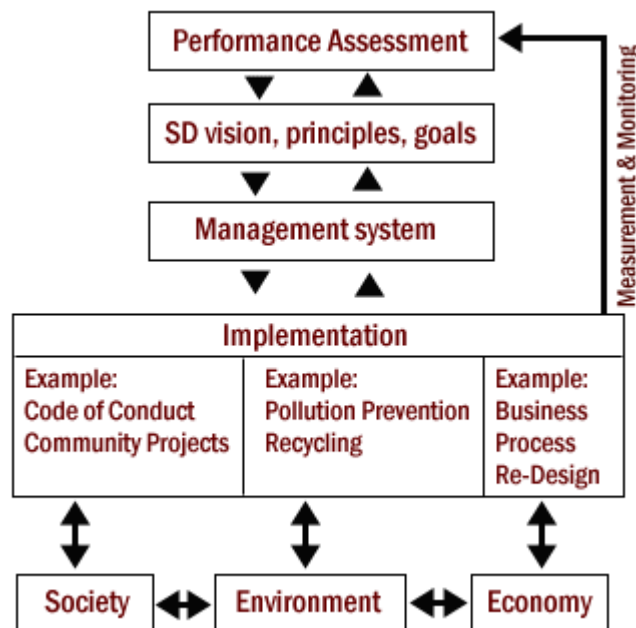 Performance Assessment
Measurement & Monitoring
SD vision, principles, goals
Management system
Implementation
Example:
Code of Conduct
Community Projects
Example:
Pollution Prevention
Recycling
Example:
Business
Process
Re-Design
Society
Environment
Economy